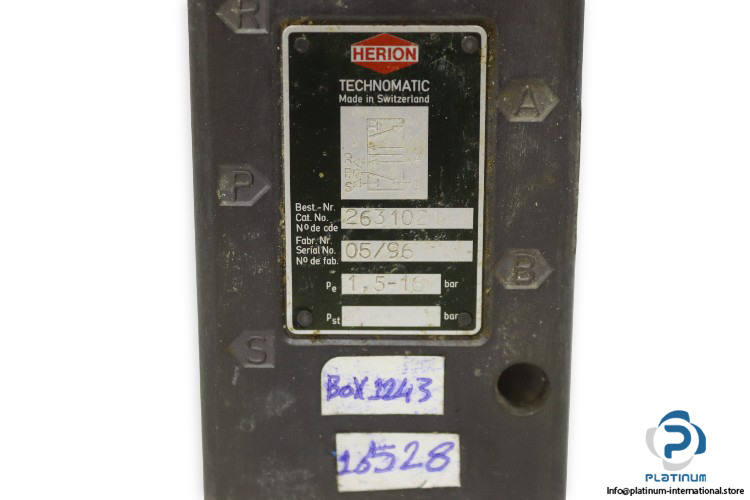 R
HERION
TECHNOMATIC
Made in Switzerland
A
R
S
P
Best.-Nr.
Cat. No.
Nº de cde
Fabr. Nr.
Serial No. 05/96
Nº de fab.
B
pe 1,5-16 bar
pst bar
S
BOX 1243
16528
PLATINUM
Info@platinum-international.store